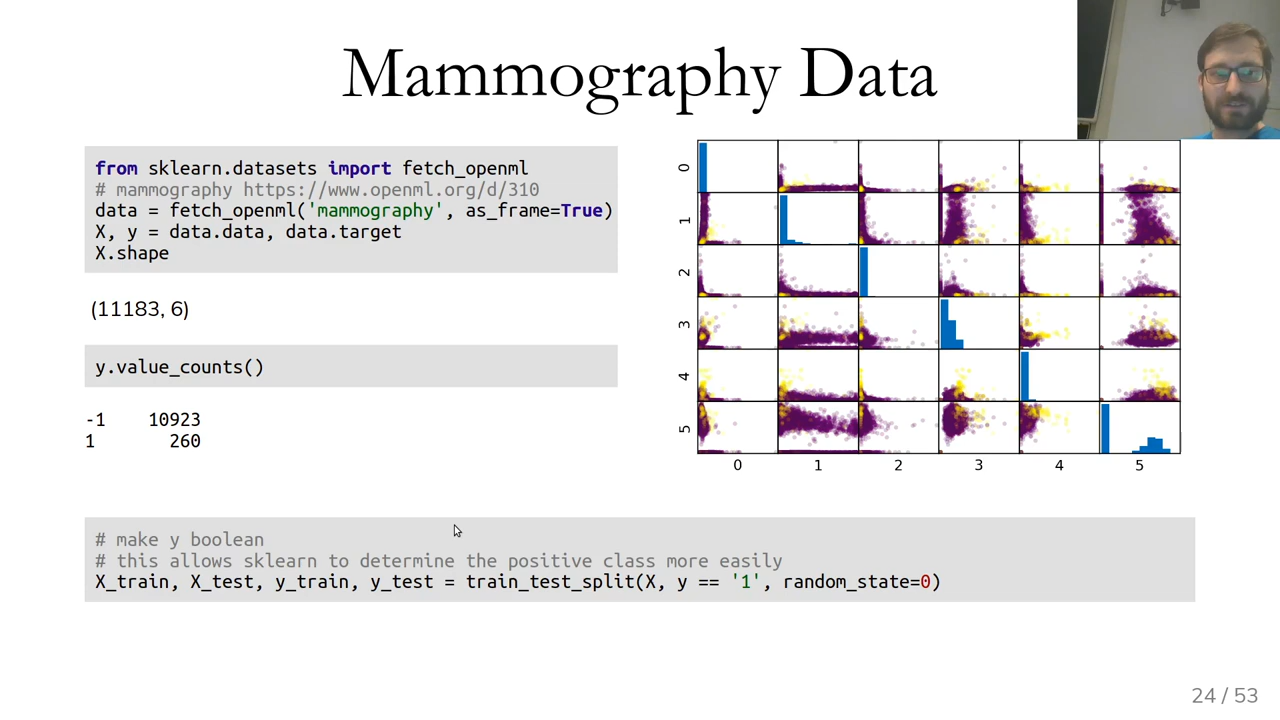 Mammography Data
from sklearn.datasets import fetch_openml
# mammography https://www.openml.org/d/310
data = fetch_openml('mammography', as_frame=True)
X, y = data.data, data.target
X.shape
(11183, 6)
y.value_counts()
-1    10923
1       260
0
1
2
3
4
5
0 1 2 3 4 5
# make y boolean
# this allows sklearn to determine the positive class more easily
X_train, X_test, y_train, y_test = train_test_split(X, y == '1', random_state=0)
24 / 53